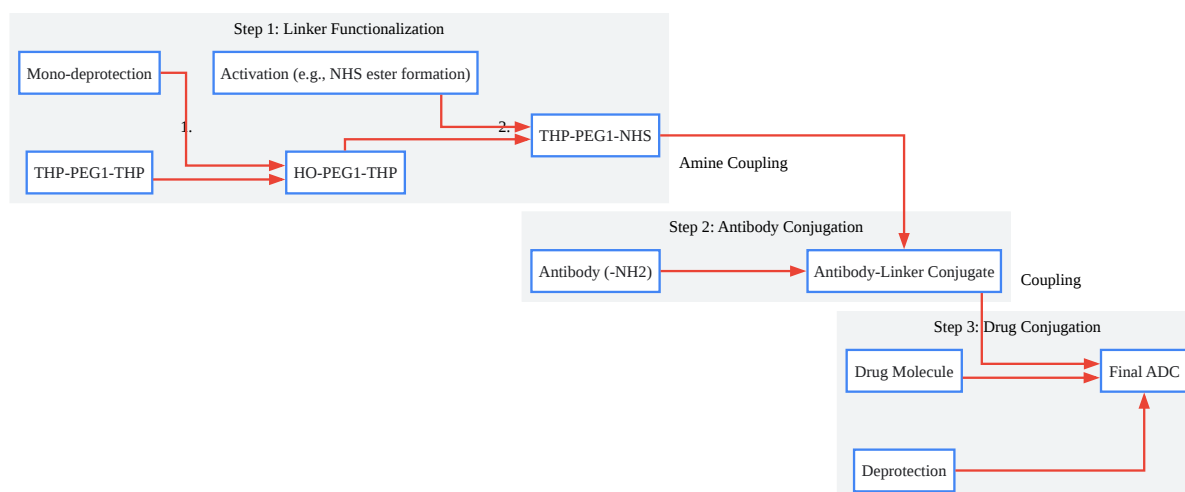 Step 1: Linker Functionalization
Mono-deprotection
Activation (e.g., NHS ester formation)
1.
2.
THP-PEG1-NHS
THP-PEG1-THP
HO-PEG1-THP
Amine Coupling
Step 2: Antibody Conjugation
Antibody (-NH2)
Antibody-Linker Conjugate
Coupling
Step 3: Drug Conjugation
Drug Molecule
Final ADC
Deprotection